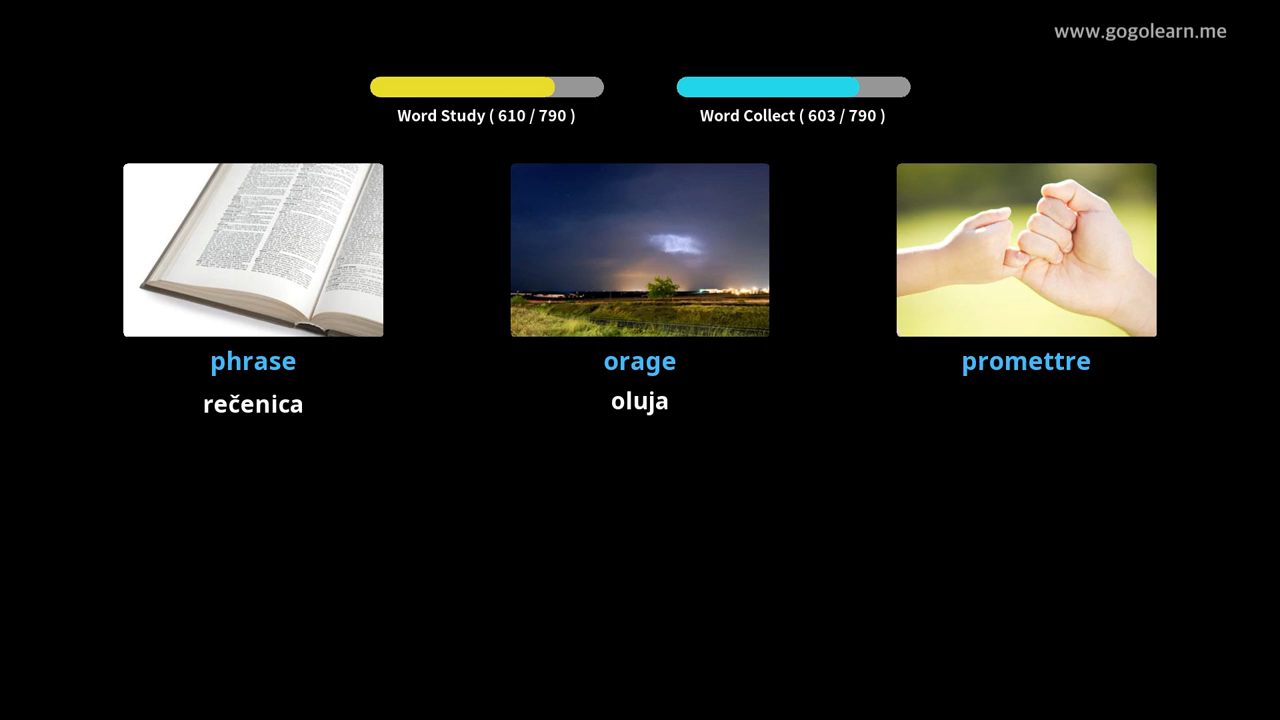 www.gogolearn.me
Word Study ( 610 / 790 )
Word Collect ( 603 / 790 )
phrase
orage
promettre
rečenica
oluja